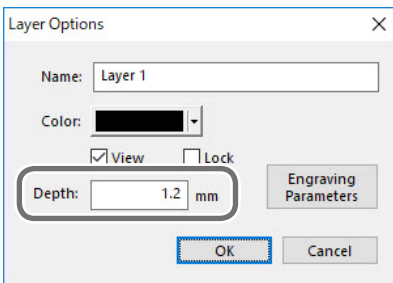 Layer Options
Name: Layer 1
Color:
View Lock
Depth: 1.2 mm
Engraving
Parameters
OK Cancel